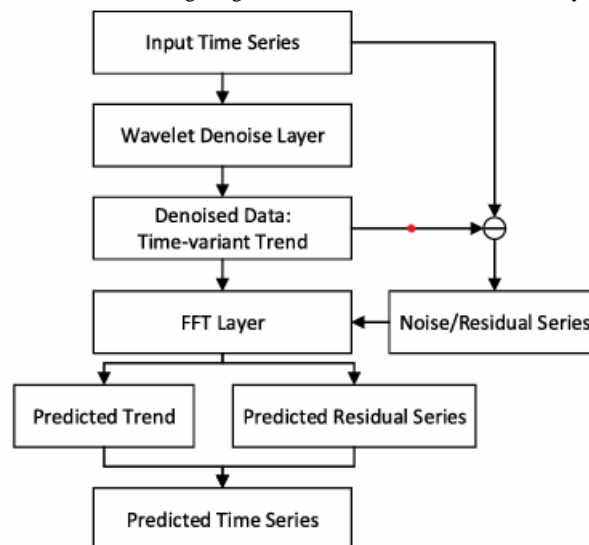 Input Time Series
Wavelet Denoise Layer
Denoised Data:
Time-variant Trend
FFT Layer
Noise/Residual Series
Predicted Trend
Predicted Residual Series
Predicted Time Series